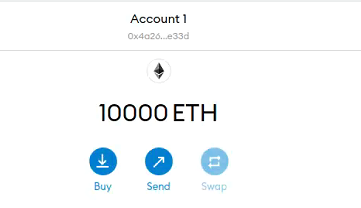 Account 1
0x4a26...e33d
10000 ETH
Buy Send Swap